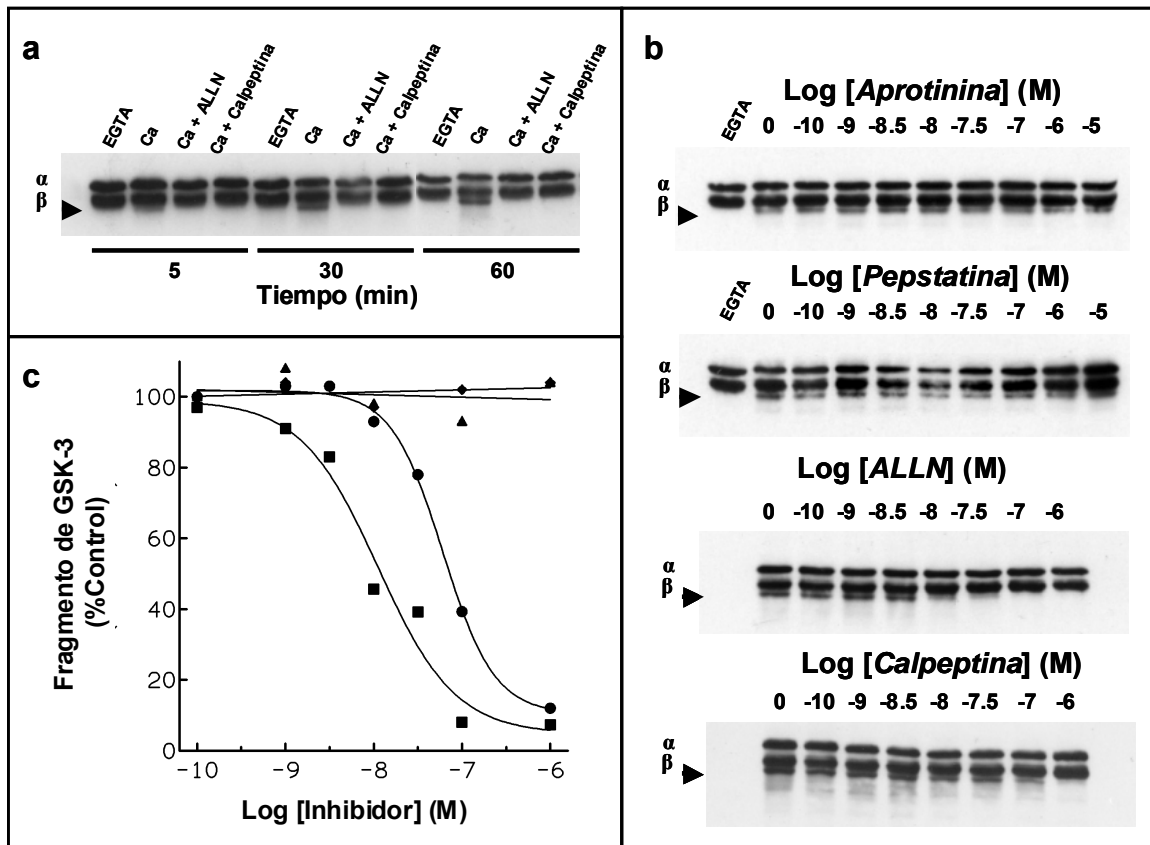 a
EGTA Ca Ca + ALLN Ca + Calpeptina EGTA Ca Ca + ALLN Ca + Calpeptina EGTA Ca Ca + ALLN Ca + Calpeptina
α
β
5 30 60
Tiempo (min)
b
Log [Aprotinina] (M)
EGTA 0 -10 -9 -8.5 -8 -7.5 -7 -6 -5
α
β
Log [Pepstatina] (M)
EGTA 0 -10 -9 -8.5 -8 -7.5 -7 -6 -5
α
β
Log [ALLN] (M)
0 -10 -9 -8.5 -8 -7.5 -7 -6
α
β
Log [Calpeptina] (M)
0 -10 -9 -8.5 -8 -7.5 -7 -6
α
β
c
Fragmento de GSK-3
(%Control)
100
80
60
40
20
0
-10 -9 -8 -7 -6
Log [Inhibidor] (M)